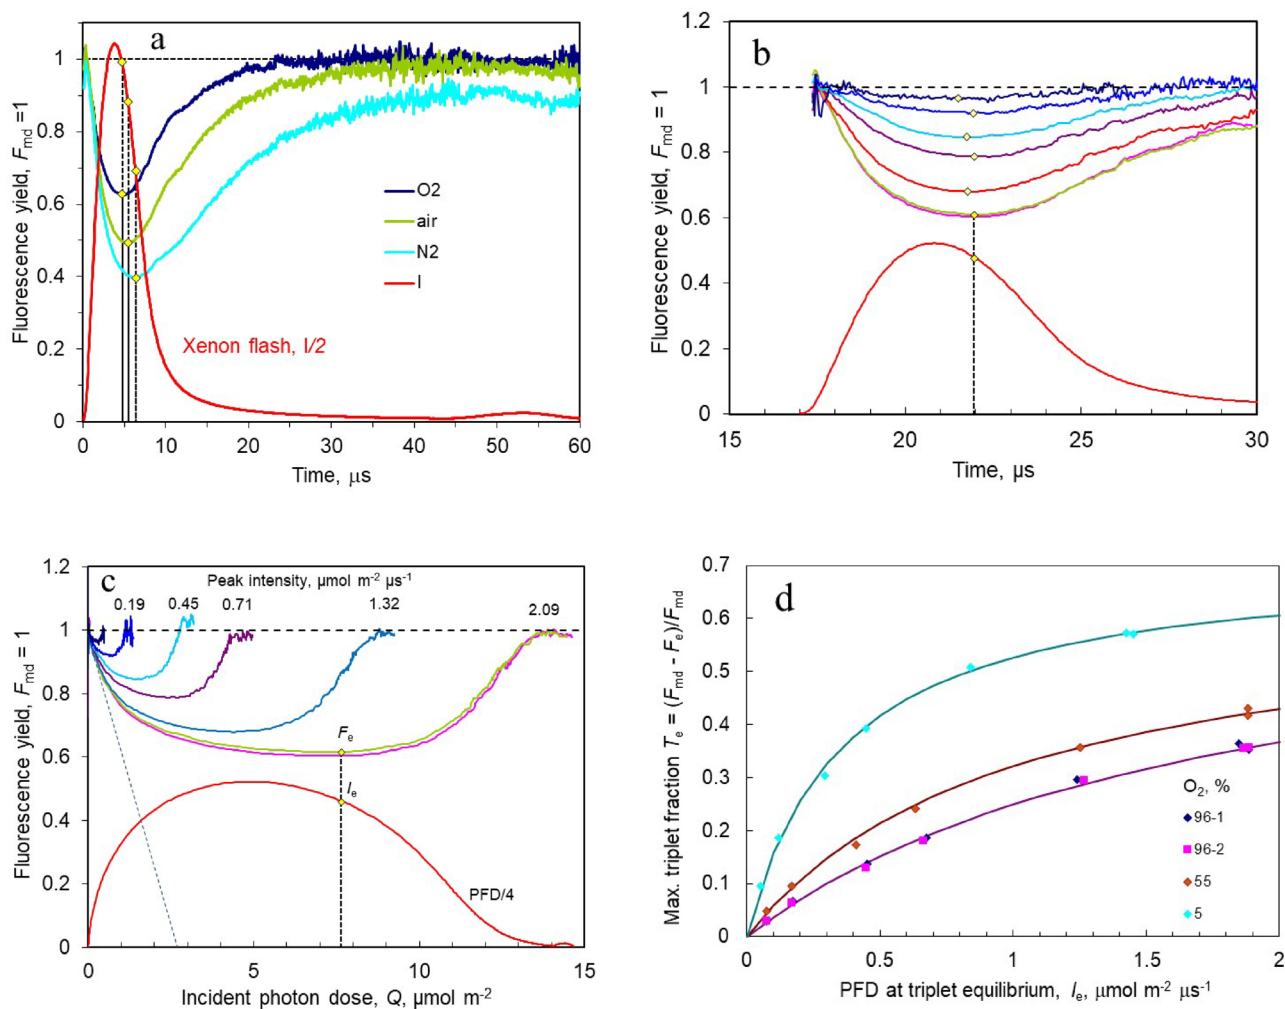 a
Fluorescence yield, Fmd =1
1
0.8
0.6
0.4
0.2
0
0 10 20 30 40 50 60
Time, μs
O2
air
N2
I
Xenon flash, I/2
b
Fluorescence yield, Fmd = 1
1.2
1
0.8
0.6
0.4
0.2
0
15 20 25 30
Time, µs
c
Fluorescence yield, Fmd = 1
1.2
1
0.8
0.6
0.4
0.2
0
Peak intensity, µmol m-2 µs-1
0.19 0.45 0.71 1.32 2.09
Fe
Ie
PFD/4
0 5 10 15
Incident photon dose, Q, µmol m-2
d
Max. triplet fraction Te = (Fmd - Fe)/Fmd
0.7
0.6
0.5
0.4
0.3
0.2
0.1
0
O2, %
96-1
96-2
55
5
0 0.5 1 1.5 2
PFD at triplet equilibrium, Ie, μmol m-2 μs-1